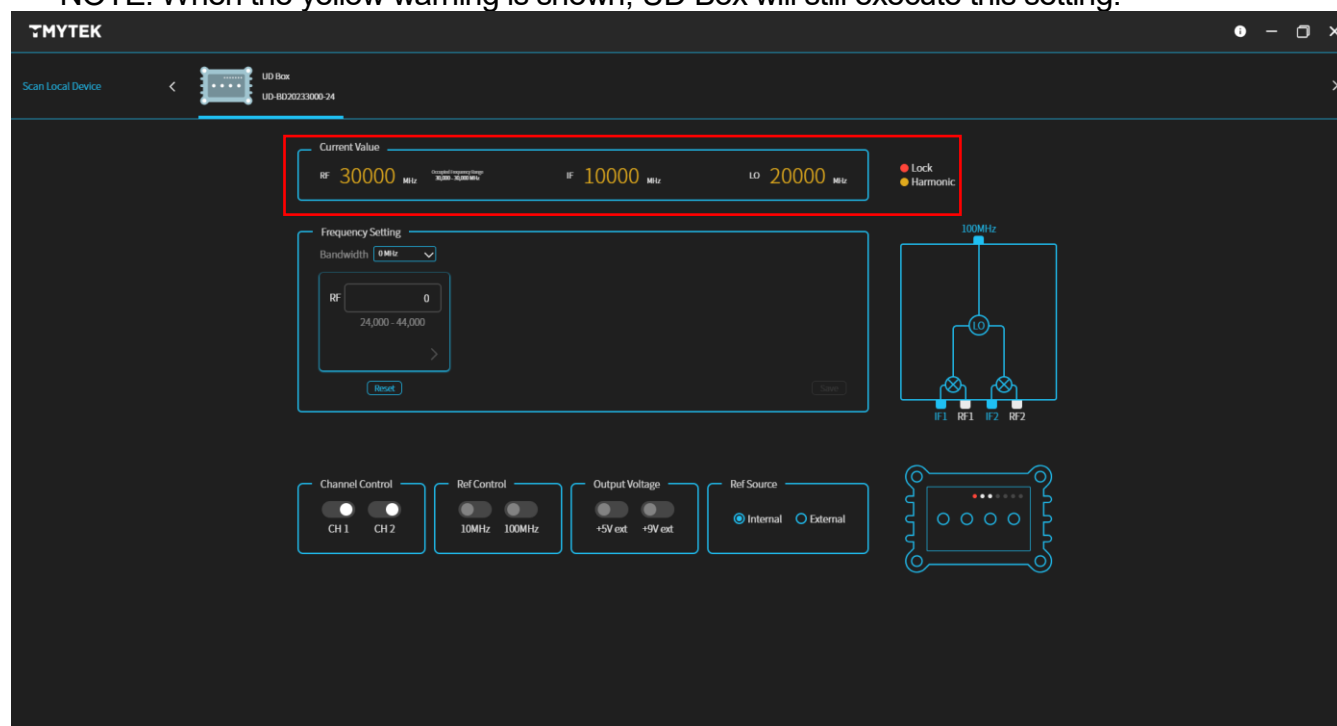 NOTE: When the yellow warning is shown, UD Box will still execute this setting.
TMYTEK
Scan Local Device
UD Box
UD-BD20233000-24
Current Value
RF 30000 MHz Occupied Frequency Range IF 10000 MHz LO 20000 MHz
30,000 - 30,000 MHz
Lock
Harmonic
Frequency Setting
Bandwidth 0 MHz
RF 0
24,000 - 44,000
Reset
Save
100MHz
LO
IF1 RF1 IF2 RF2
Channel Control
CH 1 CH 2
Ref Control
10MHz 100MHz
Output Voltage
+5V ext +9V ext
Ref Source
Internal External